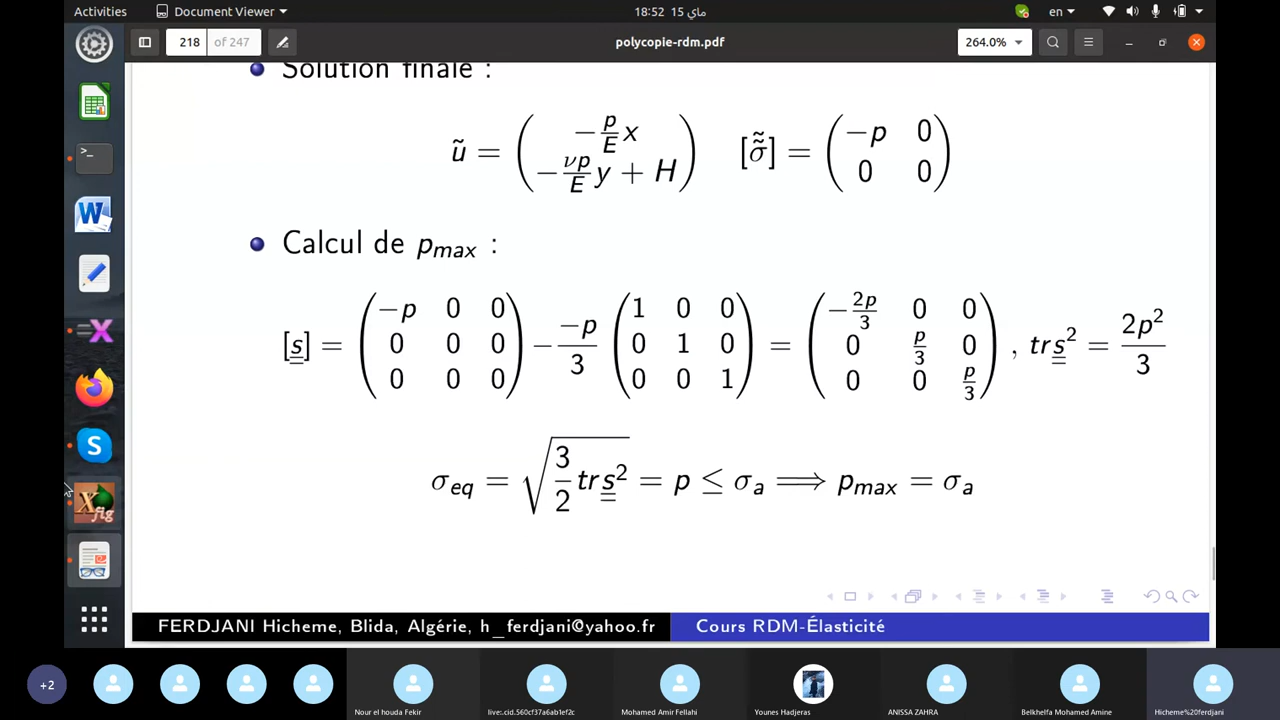 Activities
Document Viewer
18:52 15 ماي
en
218 of 247
polycopie-rdm.pdf
264.0%
Solution finale :
ũ = ( −p/E x ; −νp/E y + H ) [σ̃̃] = ( −p 0 ; 0 0 )
Calcul de p_max :
[s] = ( −p 0 0 ; 0 0 0 ; 0 0 0 ) − −p/3 ( 1 0 0 ; 0 1 0 ; 0 0 1 ) = ( −2p/3 0 0 ; 0 p/3 0 ; 0 0 p/3 ) , tr s² = 2p²/3
σ_eq = √(3/2 tr s²) = p ≤ σ_a ⟹ p_max = σ_a
FERDJANI Hicheme, Blida, Algérie, h_ferdjani@yahoo.fr
Cours RDM-Élasticité
+2
Nour el houda Fekir
live:.cid.560cf37a6ab1ef2c
Mohamed Amir Fellahi
Younes Hadjeras
ANISSA ZAHRA
Belkhelfa Mohamed Amine
Hicheme%20ferdjani